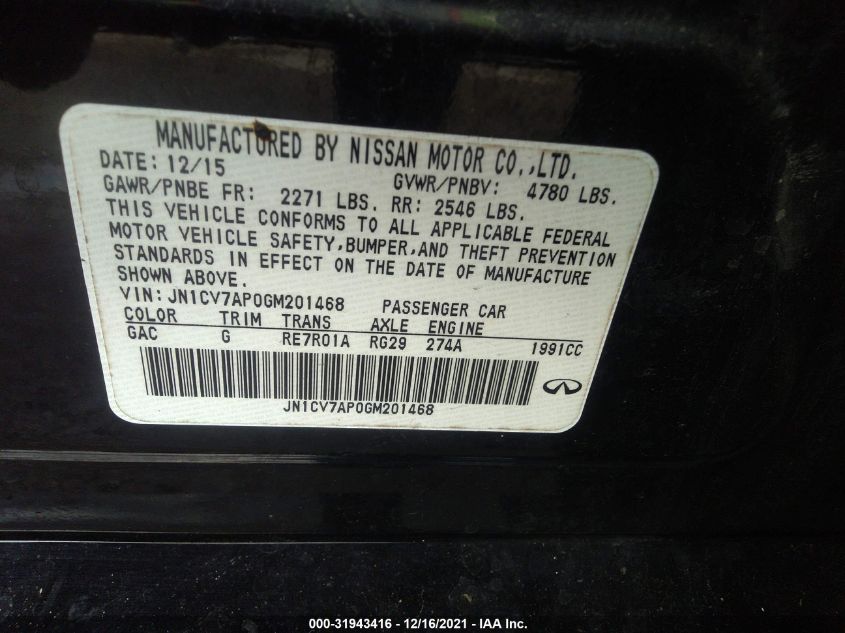 MANUFACTURED BY NISSAN MOTOR CO.,LTD.
DATE: 12/15 GVWR/PNBV: 4780 LBS.
GAWR/PNBE FR: 2271 LBS. RR: 2546 LBS.
THIS VEHICLE CONFORMS TO ALL APPLICABLE FEDERAL
MOTOR VEHICLE SAFETY,BUMPER,AND THEFT PREVENTION
STANDARDS IN EFFECT ON THE DATE OF MANUFACTURE
SHOWN ABOVE.
VIN:JN1CV7AP0GM201468 PASSENGER CAR
COLOR TRIM TRANS AXLE ENGINE
GAC G RE7R01A RG29 274A 1991CC
JN1CV7AP0GM201468
000-31943416 - 12/16/2021 - IAA Inc.